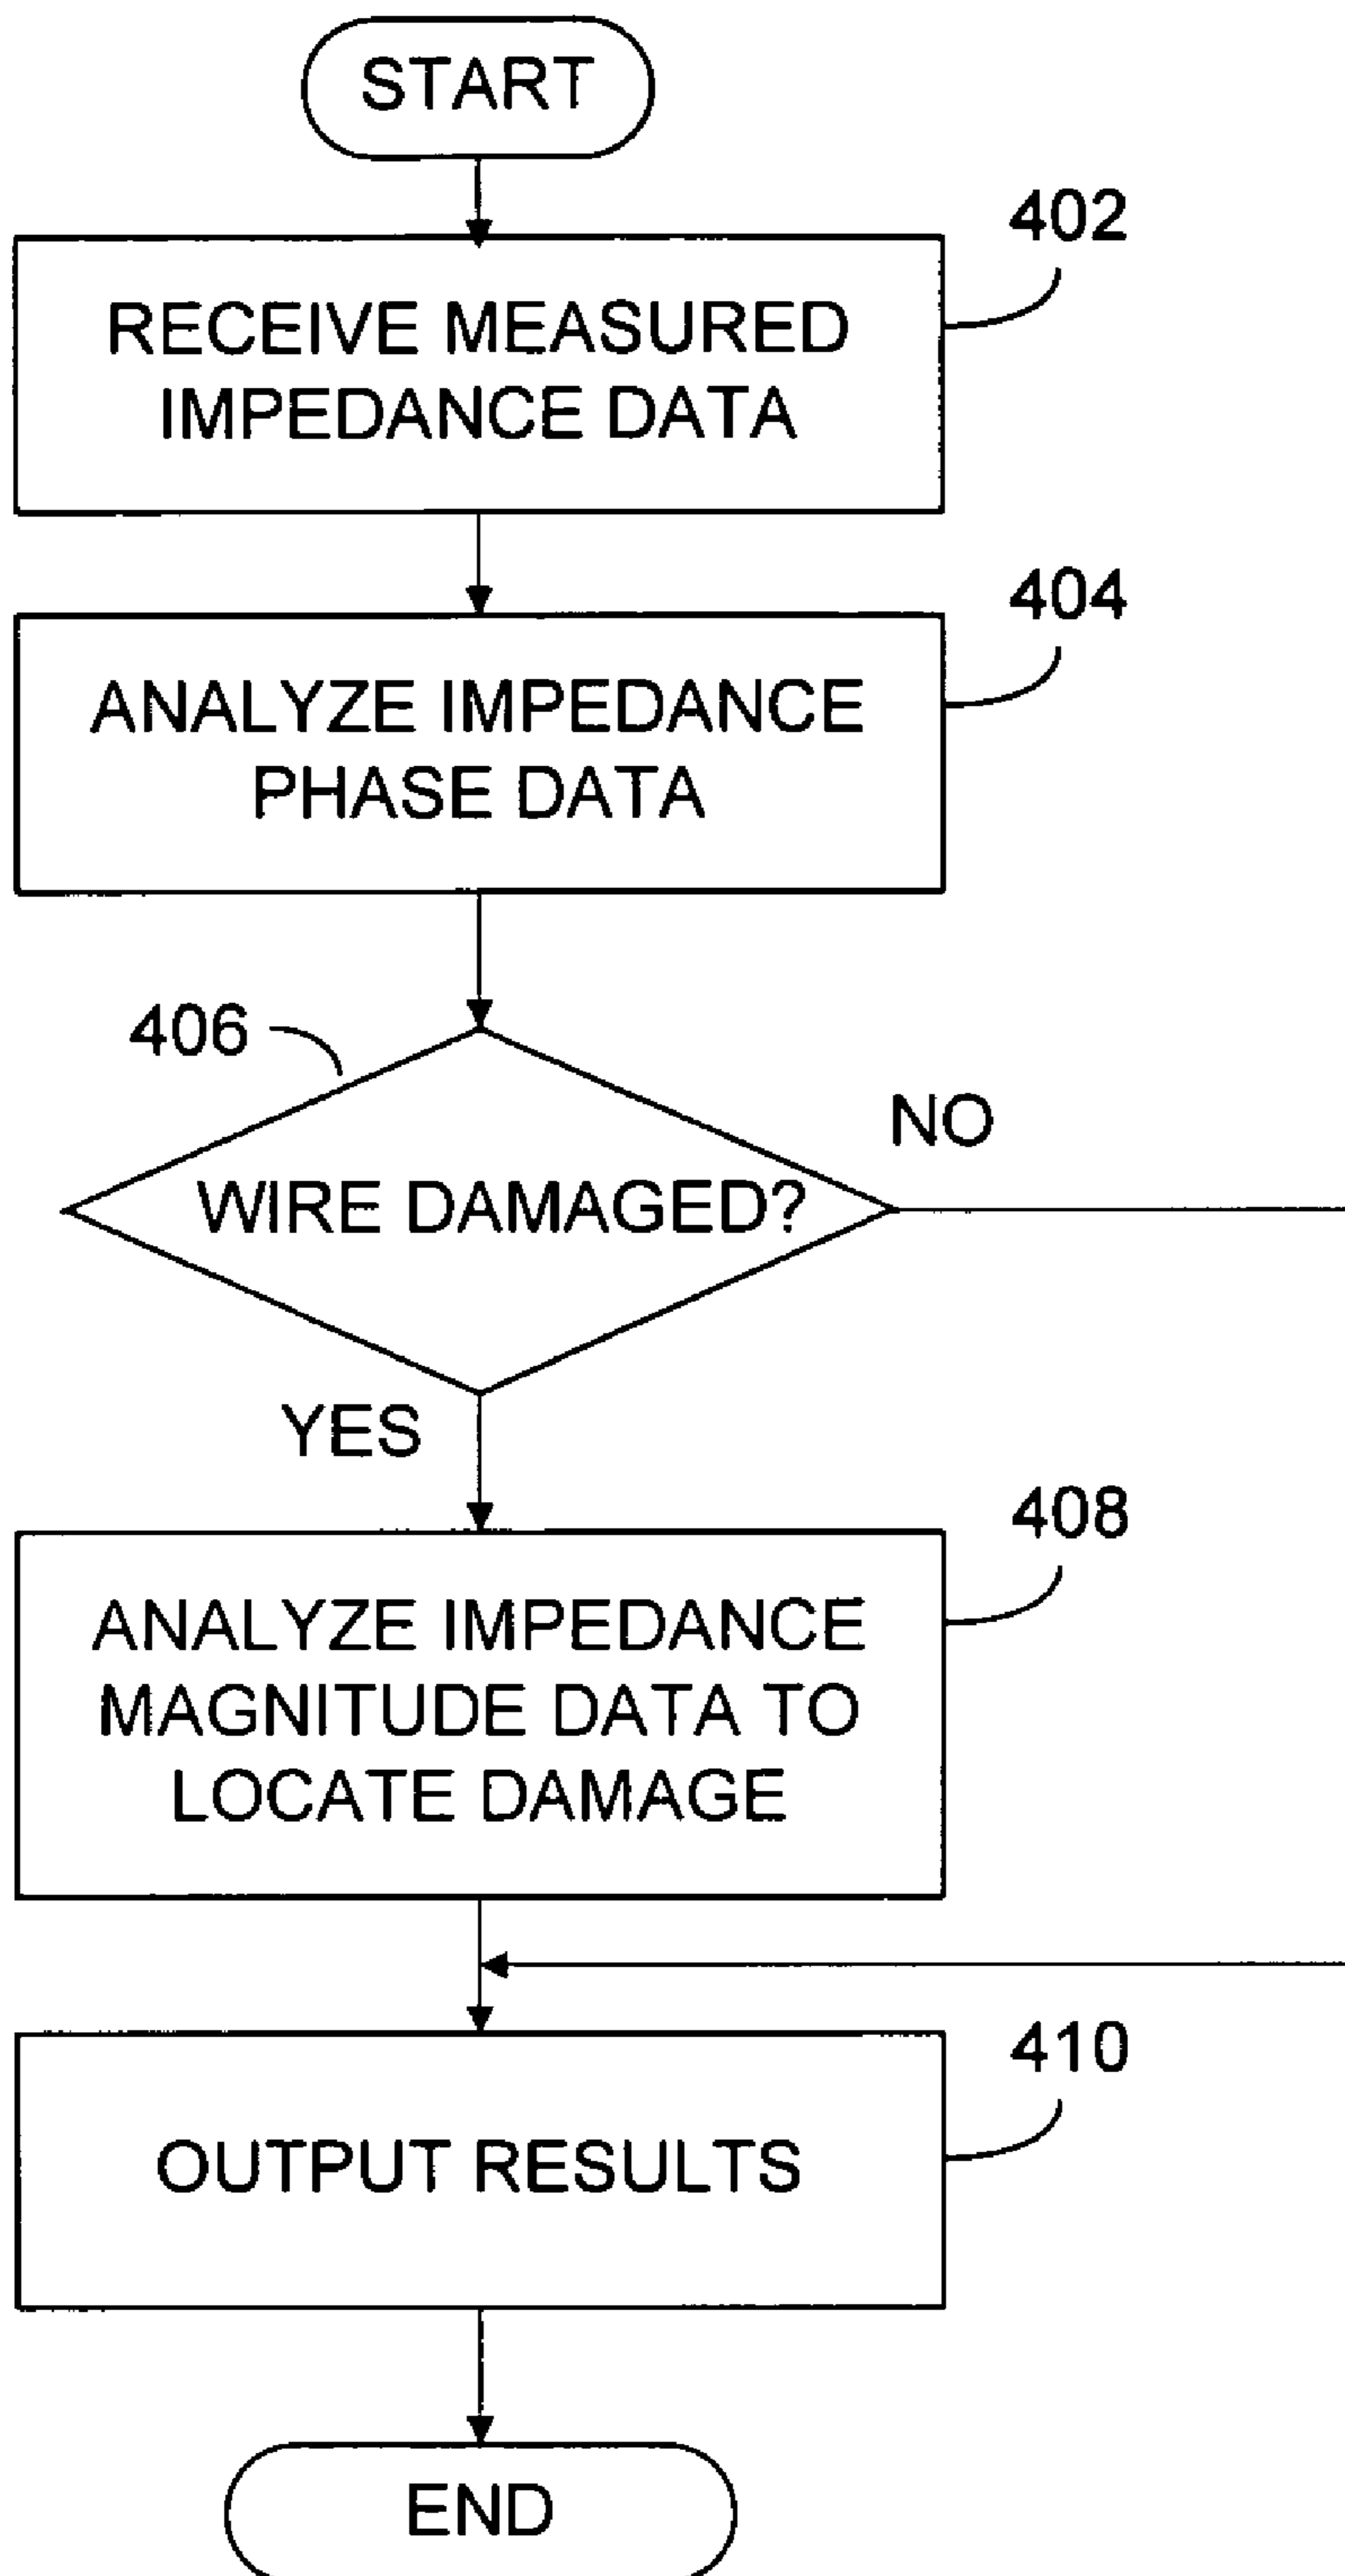 START
402
RECEIVE MEASURED
IMPEDANCE DATA
404
ANALYZE IMPEDANCE
PHASE DATA
406
NO
WIRE DAMAGED?
YES
408
ANALYZE IMPEDANCE
MAGNITUDE DATA TO
LOCATE DAMAGE
410
OUTPUT RESULTS
END